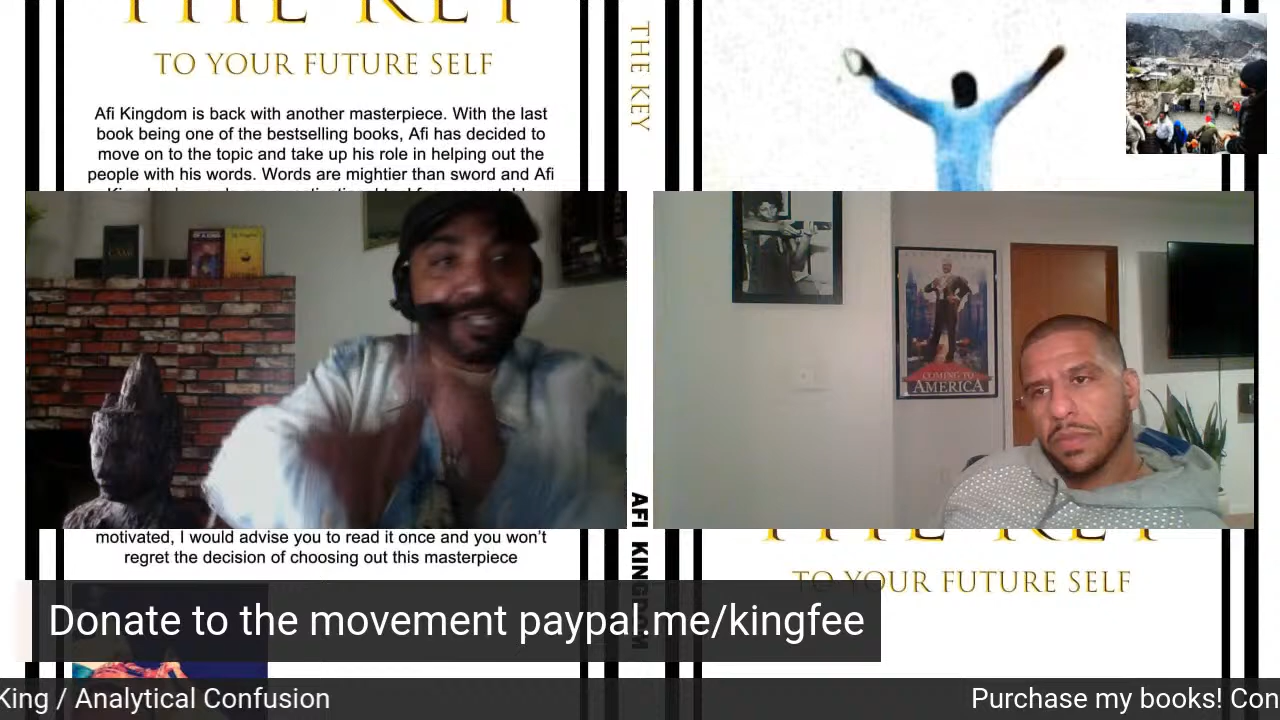 THE KEY
TO YOUR FUTURE SELF
Afi Kingdom is back with another masterpiece. With the last
book being one of the bestselling books, Afi has decided to
move on to the topic and take up his role in helping out the
people with his words. Words are mightier than sword and Afi
THE KEY
COMING TO
AMERICA
motivated, I would advise you to read it once and you won't
regret the decision of choosing out this masterpiece
AFI KINGDOM
THE KEY
TO YOUR FUTURE SELF
Donate to the movement paypal.me/kingfee
King / Analytical Confusion
Purchase my books! Con